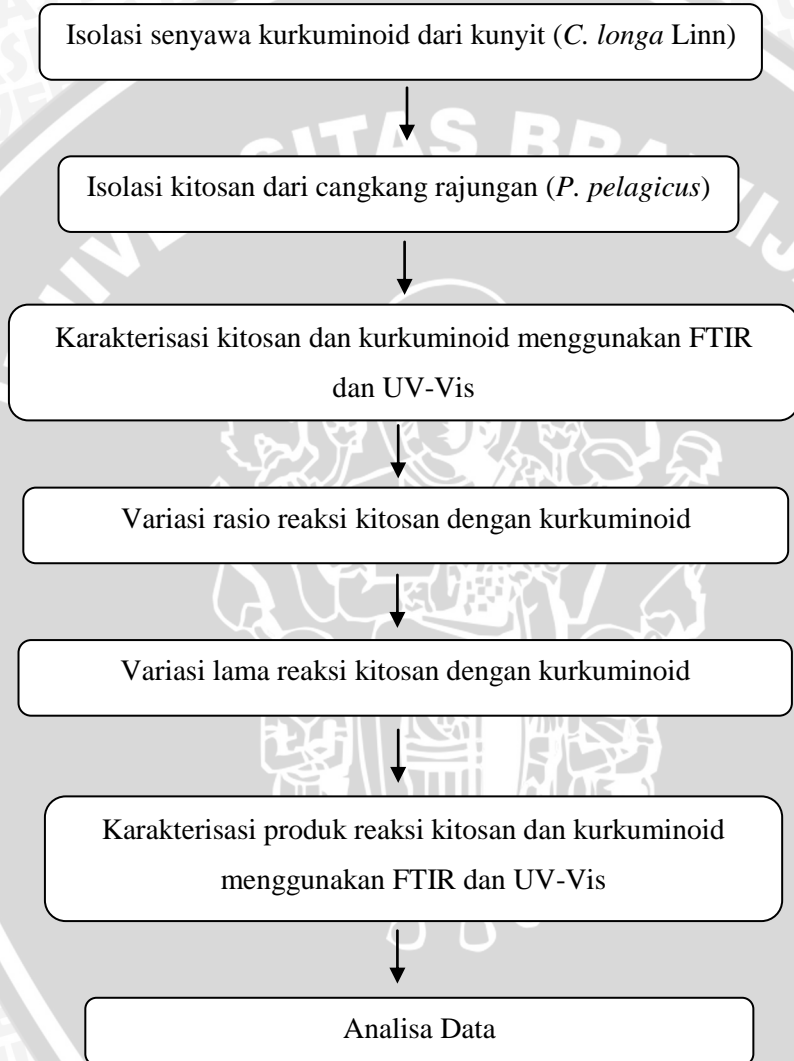 Isolasi senyawa kurkuminoid dari kunyit (C. longa Linn)
SITAS BRAWIJA
Isolasi kitosan dari cangkang rajungan (P. pelagicus)
Karakterisasi kitosan dan kurkuminoid menggunakan FTIR
dan UV-Vis
Variasi rasio reaksi kitosan dengan kurkuminoid
Variasi lama reaksi kitosan dengan kurkuminoid
Karakterisasi produk reaksi kitosan dan kurkuminoid
menggunakan FTIR dan UV-Vis
Analisa Data